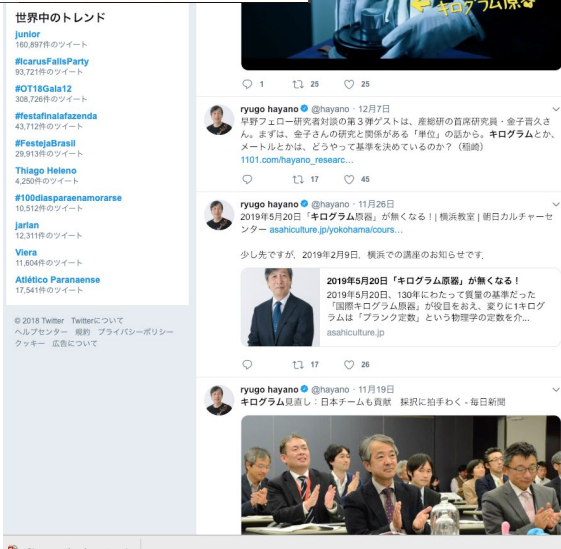 世界中のトレンド
junior
160,897件のツイート
#IcarusFallsParty
93,721件のツイート
#OT18Gala12
308,726件のツイート
#festafinalafazenda
43,712件のツイート
#FestejaBrasil
29,913件のツイート
Thiago Heleno
4,250件のツイート
#100diasparaenamorarse
10,512件のツイート
jarlan
12,311件のツイート
Viera
11,604件のツイート
Atlético Paranaense
17,541件のツイート
© 2018 Twitter Twitterについて
ヘルプセンター 規約 プライバシーポリシー
クッキー 広告について
キログラム原器
1 25 25
ryugo hayano @hayano · 12月7日
早野フェロー研究者対談の第3弾ゲストは、産総研の首席研究員・金子晋久さ
ん。まずは、金子さんの研究と関係がある「単位」の話から。キログラムとか、
メートルとかは、どうやって基準を決めているのか？（稲崎）
1101.com/hayano_researc...
17 45
ryugo hayano @hayano · 11月26日
2019年5月20日「キログラム原器」が無くなる！| 横浜教室 | 朝日カルチャーセ
ンター asahiculture.jp/yokohama/cours...
少し先ですが，2019年2月9日，横浜での講座のお知らせです．
2019年5月20日「キログラム原器」が無くなる！
2019年5月20日、130年にわたって質量の基準だった
「国際キログラム原器」が役目をおえ、変りに1キログ
ラムは「プランク定数」という物理学の定数を介...
asahiculture.jp
17 26
ryugo hayano @hayano · 11月19日
キログラム見直し：日本チームも貢献 採択に拍手わく - 毎日新聞